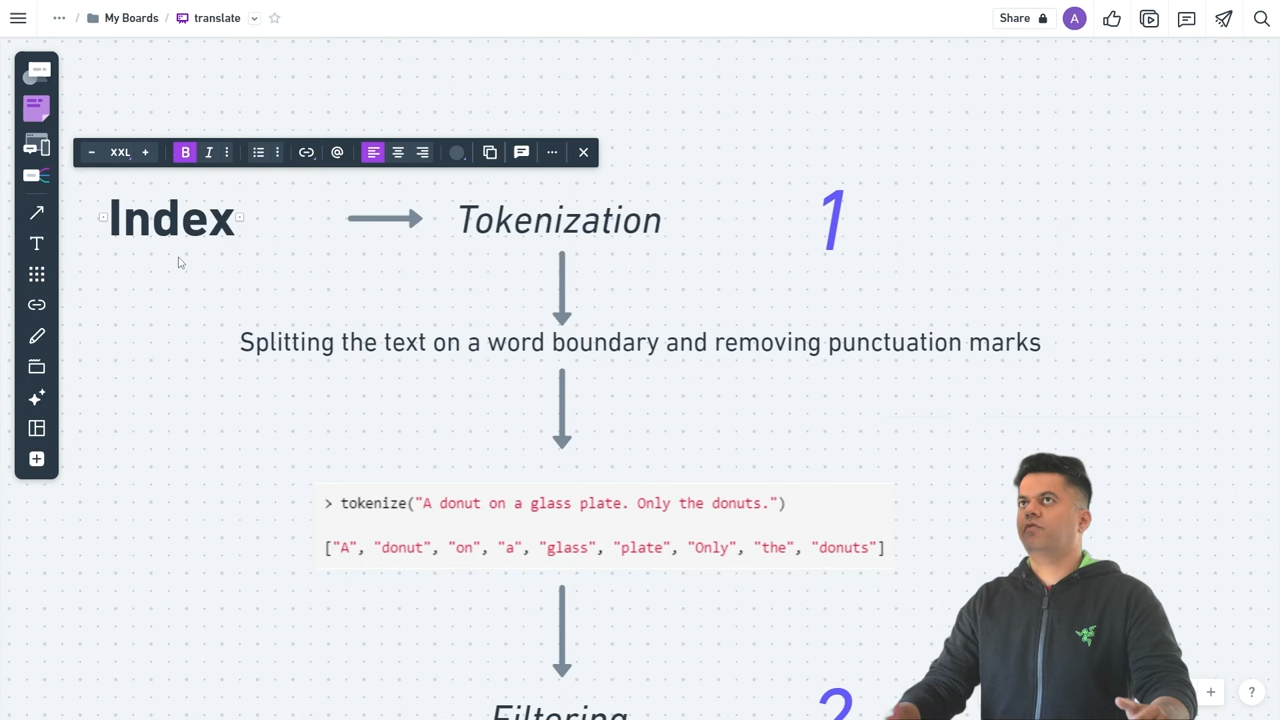 My Boards / translate
Share
A
XXL
B I
Index
Tokenization
1
Splitting the text on a word boundary and removing punctuation marks
> tokenize("A donut on a glass plate. Only the donuts.")
["A", "donut", "on", "a", "glass", "plate", "Only", "the", "donuts"]
Filtering
2